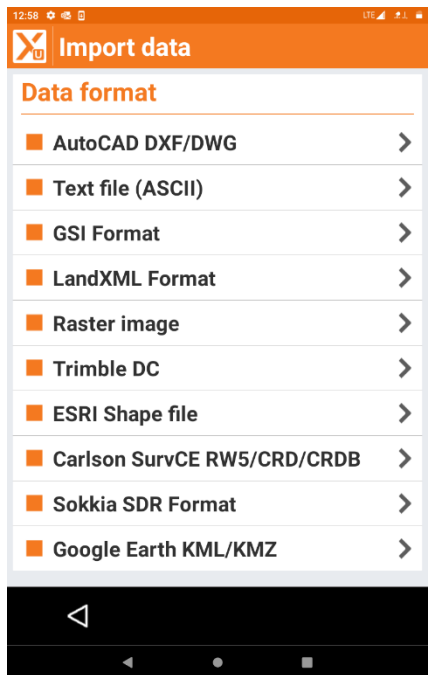 12:58
LTE
X
U
Import data
Data format
AutoCAD DXF/DWG
Text file (ASCII)
GSI Format
LandXML Format
Raster image
Trimble DC
ESRI Shape file
Carlson SurvCE RW5/CRD/CRDB
Sokkia SDR Format
Google Earth KML/KMZ